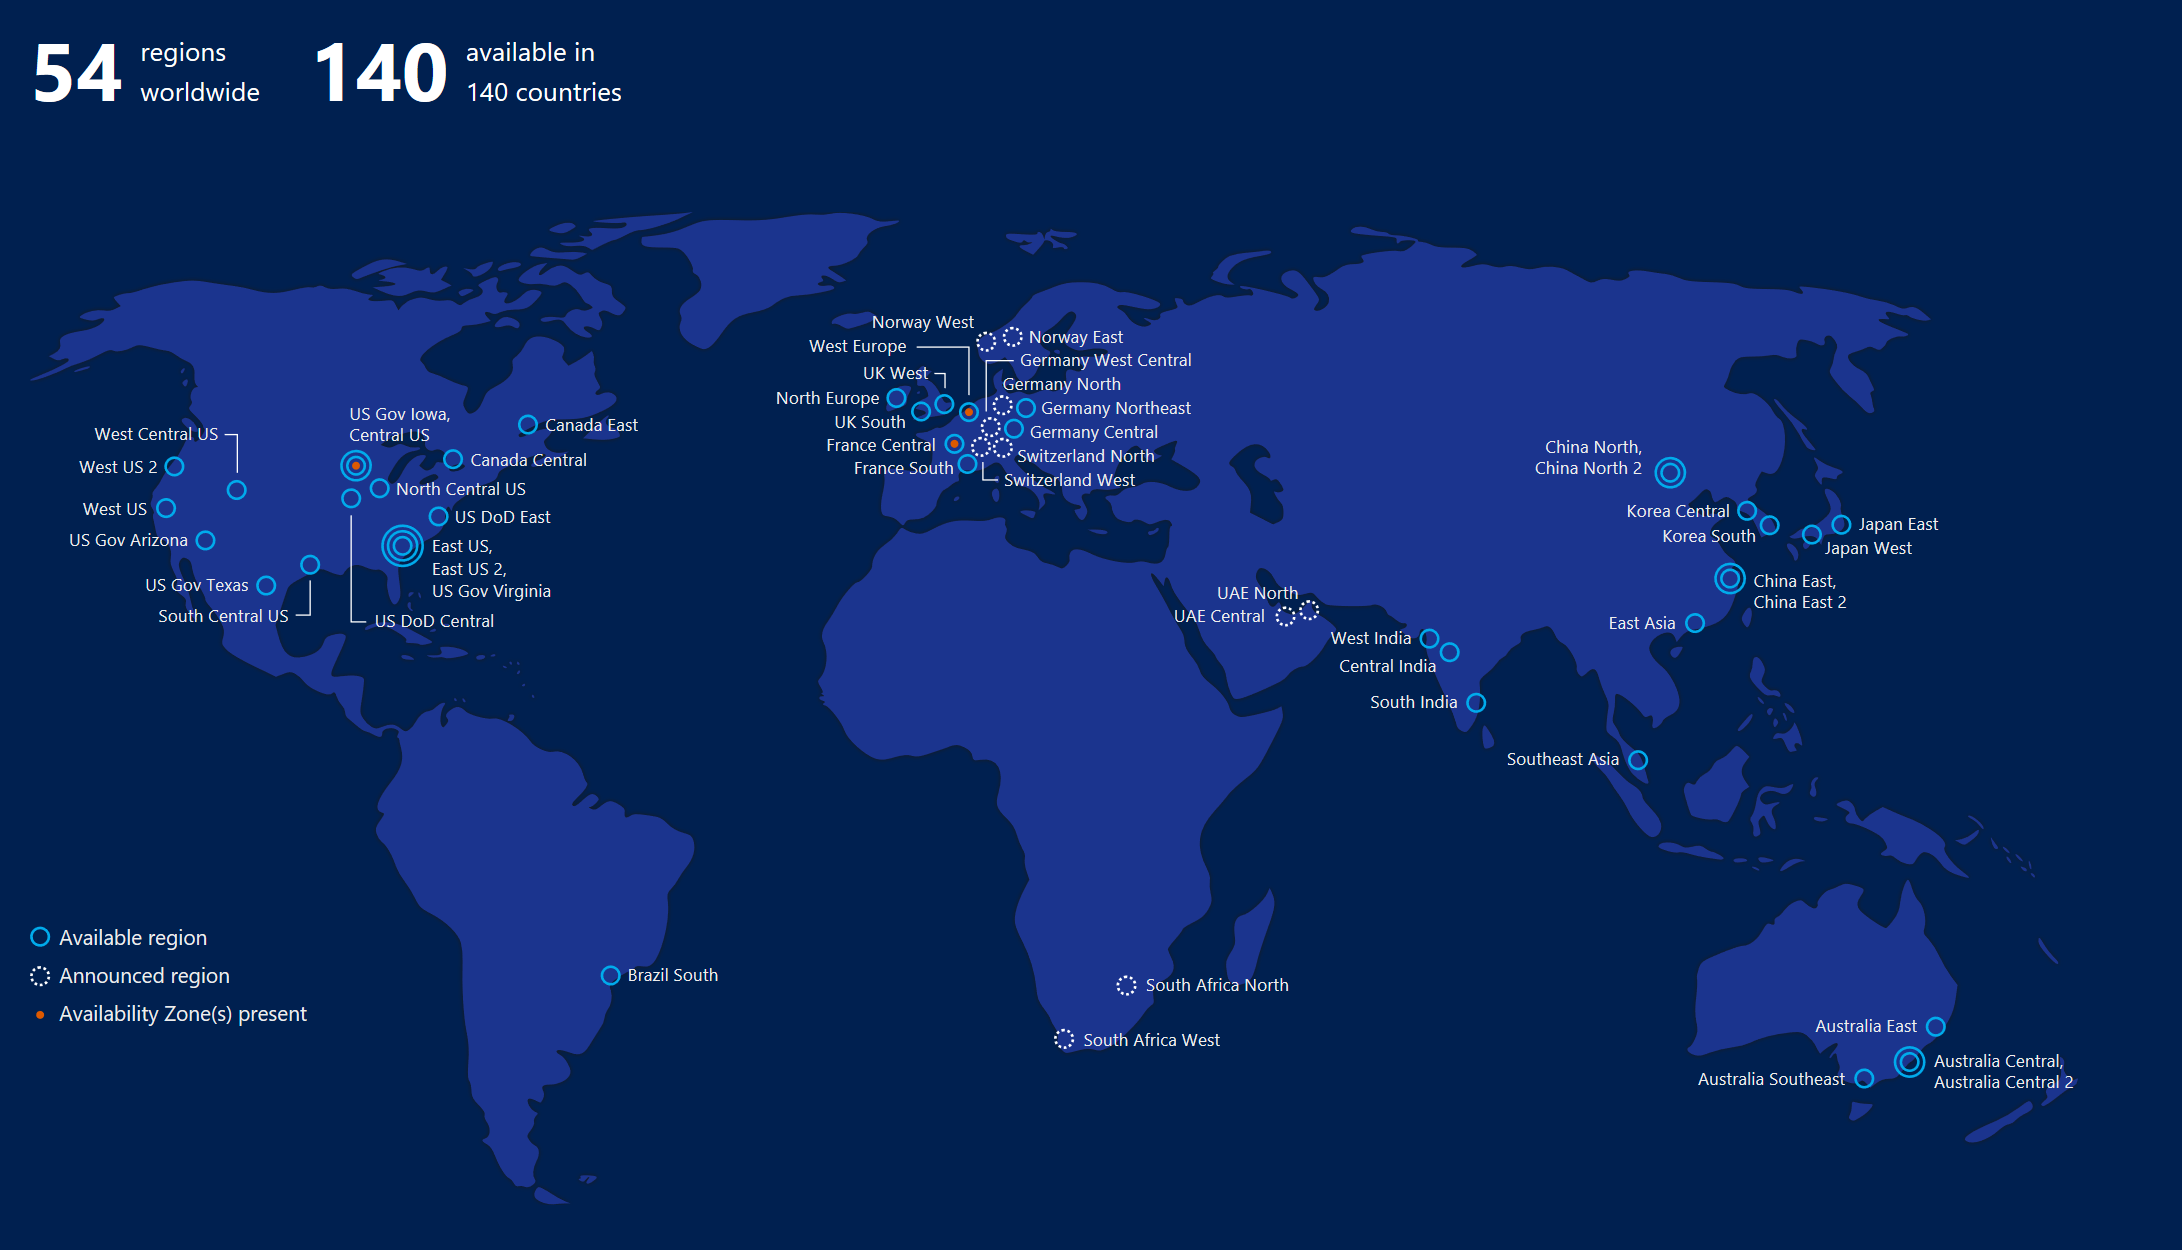 54 regions worldwide
140 available in 140 countries
Norway West
Norway East
West Europe
Germany West Central
UK West
Germany North
North Europe
Germany Northeast
UK South
Germany Central
France Central
Switzerland North
France South
Switzerland West
US Gov Iowa,
Central US
Canada East
West Central US
Canada Central
West US 2
North Central US
West US
US DoD East
US Gov Arizona
East US,
East US 2,
US Gov Virginia
US Gov Texas
South Central US
US DoD Central
China North,
China North 2
Korea Central
Korea South
Japan East
Japan West
China East,
China East 2
East Asia
UAE North
UAE Central
West India
Central India
South India
Southeast Asia
Available region
Announced region
Availability Zone(s) present
Brazil South
South Africa North
South Africa West
Australia East
Australia Central,
Australia Central 2
Australia Southeast